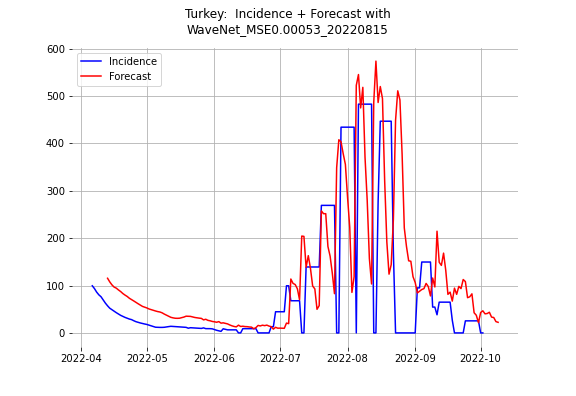 Turkey:  Incidence + Forecast with
WaveNet_MSE0.00053_20220815
Incidence
Forecast
600
500
400
300
200
100
0
2022-04 2022-05 2022-06 2022-07 2022-08 2022-09 2022-10